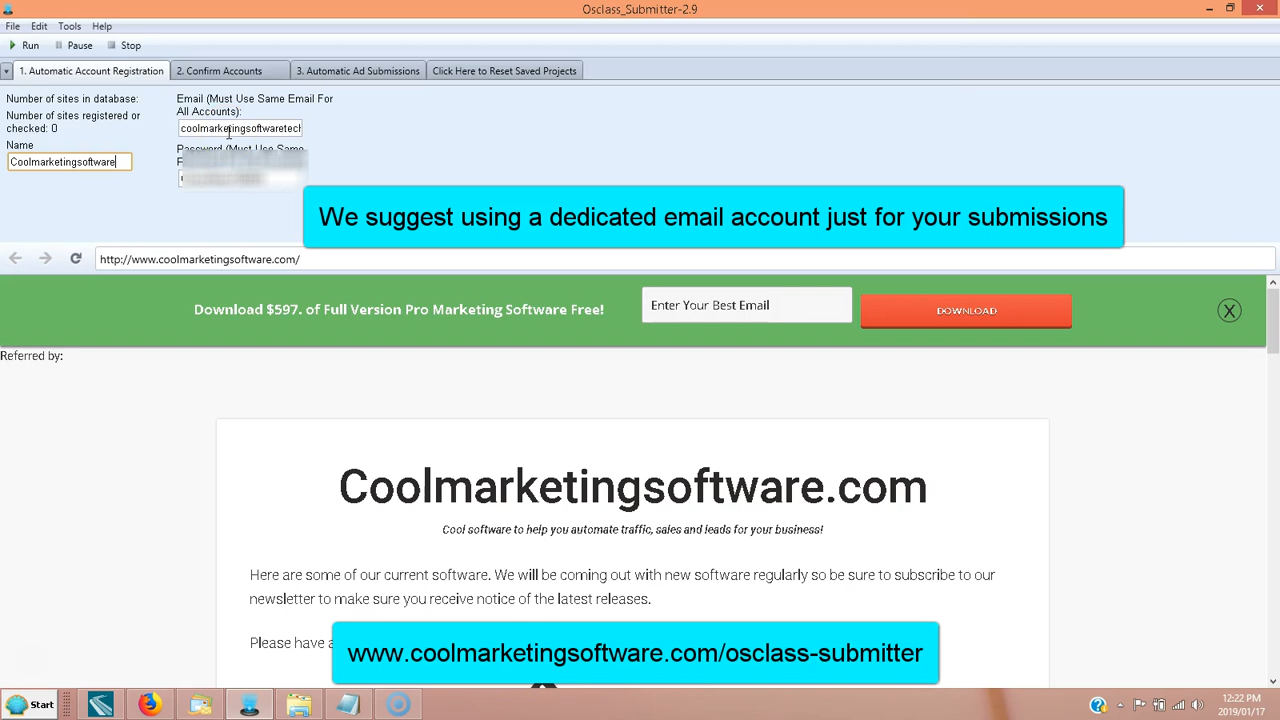 Osclass_Submitter-2.9
File Edit Tools Help
Run Pause Stop
1. Automatic Account Registration 2. Confirm Accounts 3. Automatic Ad Submissions Click Here to Reset Saved Projects
Number of sites in database:
Number of sites registered or
checked: 0
Name
Coolmarketingsoftware
Email (Must Use Same Email For
All Accounts):
coolmarketingsoftwaretech
Password (Must Use Same
We suggest using a dedicated email account just for your submissions
http://www.coolmarketingsoftware.com/
Download $597. of Full Version Pro Marketing Software Free!
Enter Your Best Email
DOWNLOAD
X
Referred by:
Coolmarketingsoftware.com
Cool software to help you automate traffic, sales and leads for your business!
Here are some of our current software. We will be coming out with new software regularly so be sure to subscribe to our
newsletter to make sure you receive notice of the latest releases.
Please have a
www.coolmarketingsoftware.com/osclass-submitter
Start
12:22 PM
2019/01/17